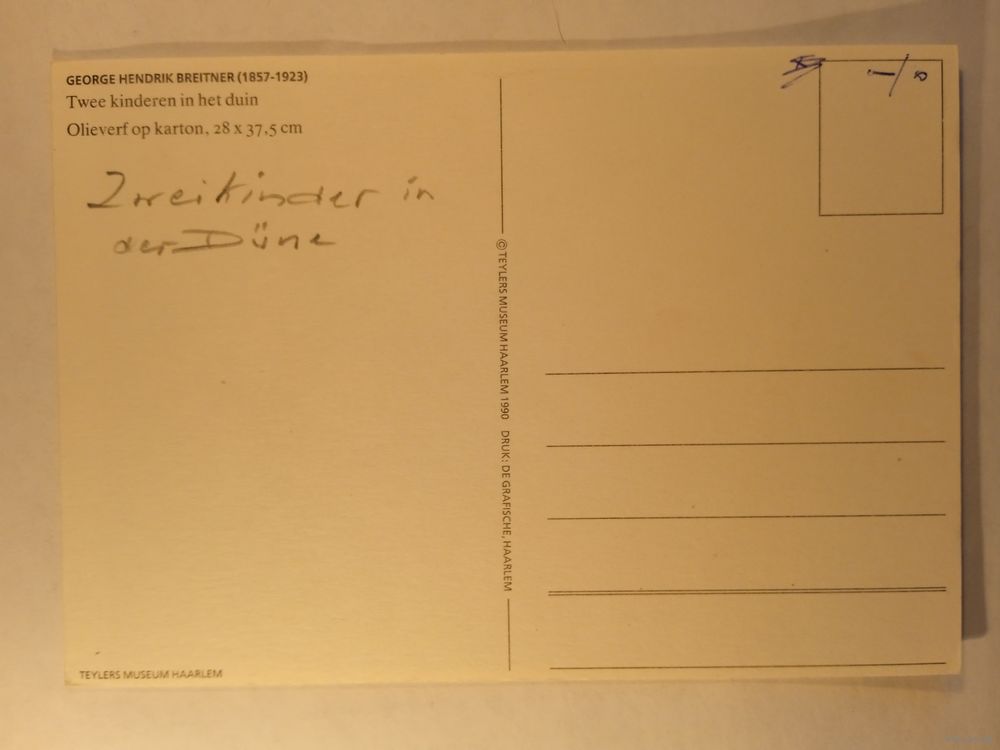 GEORGE HENDRIK BREITNER (1857-1923)
Twee kinderen in het duin
Olieverf op karton, 28 x 37,5 cm
Zwei Kinder in
der Düne
© TEYLERS MUSEUM HAARLEM 1990 DRUK: DE GRAFISCHE, HAARLEM
TEYLERS MUSEUM HAARLEM